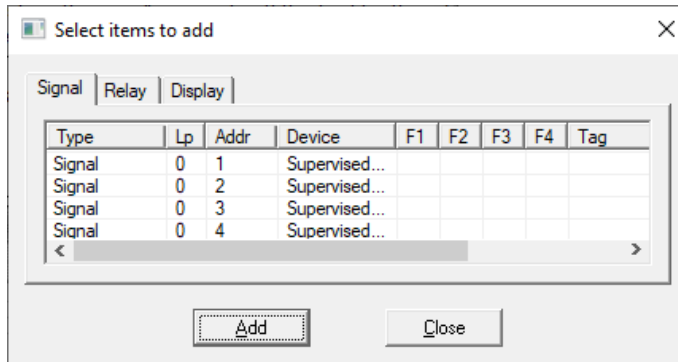 Select items to add
Signal Relay Display
Type Lp Addr Device F1 F2 F3 F4 Tag
Signal 0 1 Supervised...
Signal 0 2 Supervised...
Signal 0 3 Supervised...
Signal 0 4 Supervised...
Add Close